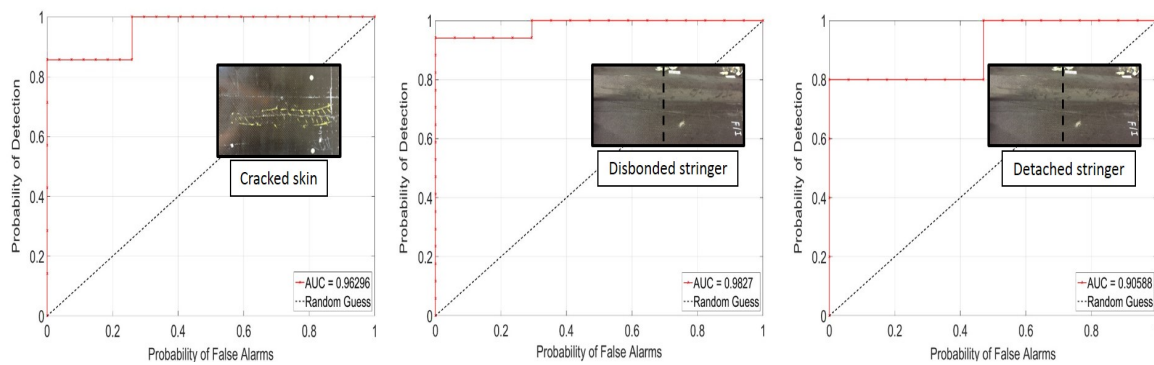 Probability of Detection
1
0.8
0.6
0.4
0.2
0
Cracked skin
AUC = 0.96296
Random Guess
0 0.2 0.4 0.6 0.8 1
Probability of False Alarms
Probability of Detection
1
0.8
0.6
0.4
0.2
0
F/I
Disbonded stringer
AUC = 0.9827
Random Guess
0 0.2 0.4 0.6 0.8 1
Probability of False Alarms
Probability of Detection
1
0.8
0.6
0.4
0.2
0
F/I
Detached stringer
AUC = 0.90588
Random Guess
0 0.2 0.4 0.6 0.8
Probability of False Alarms